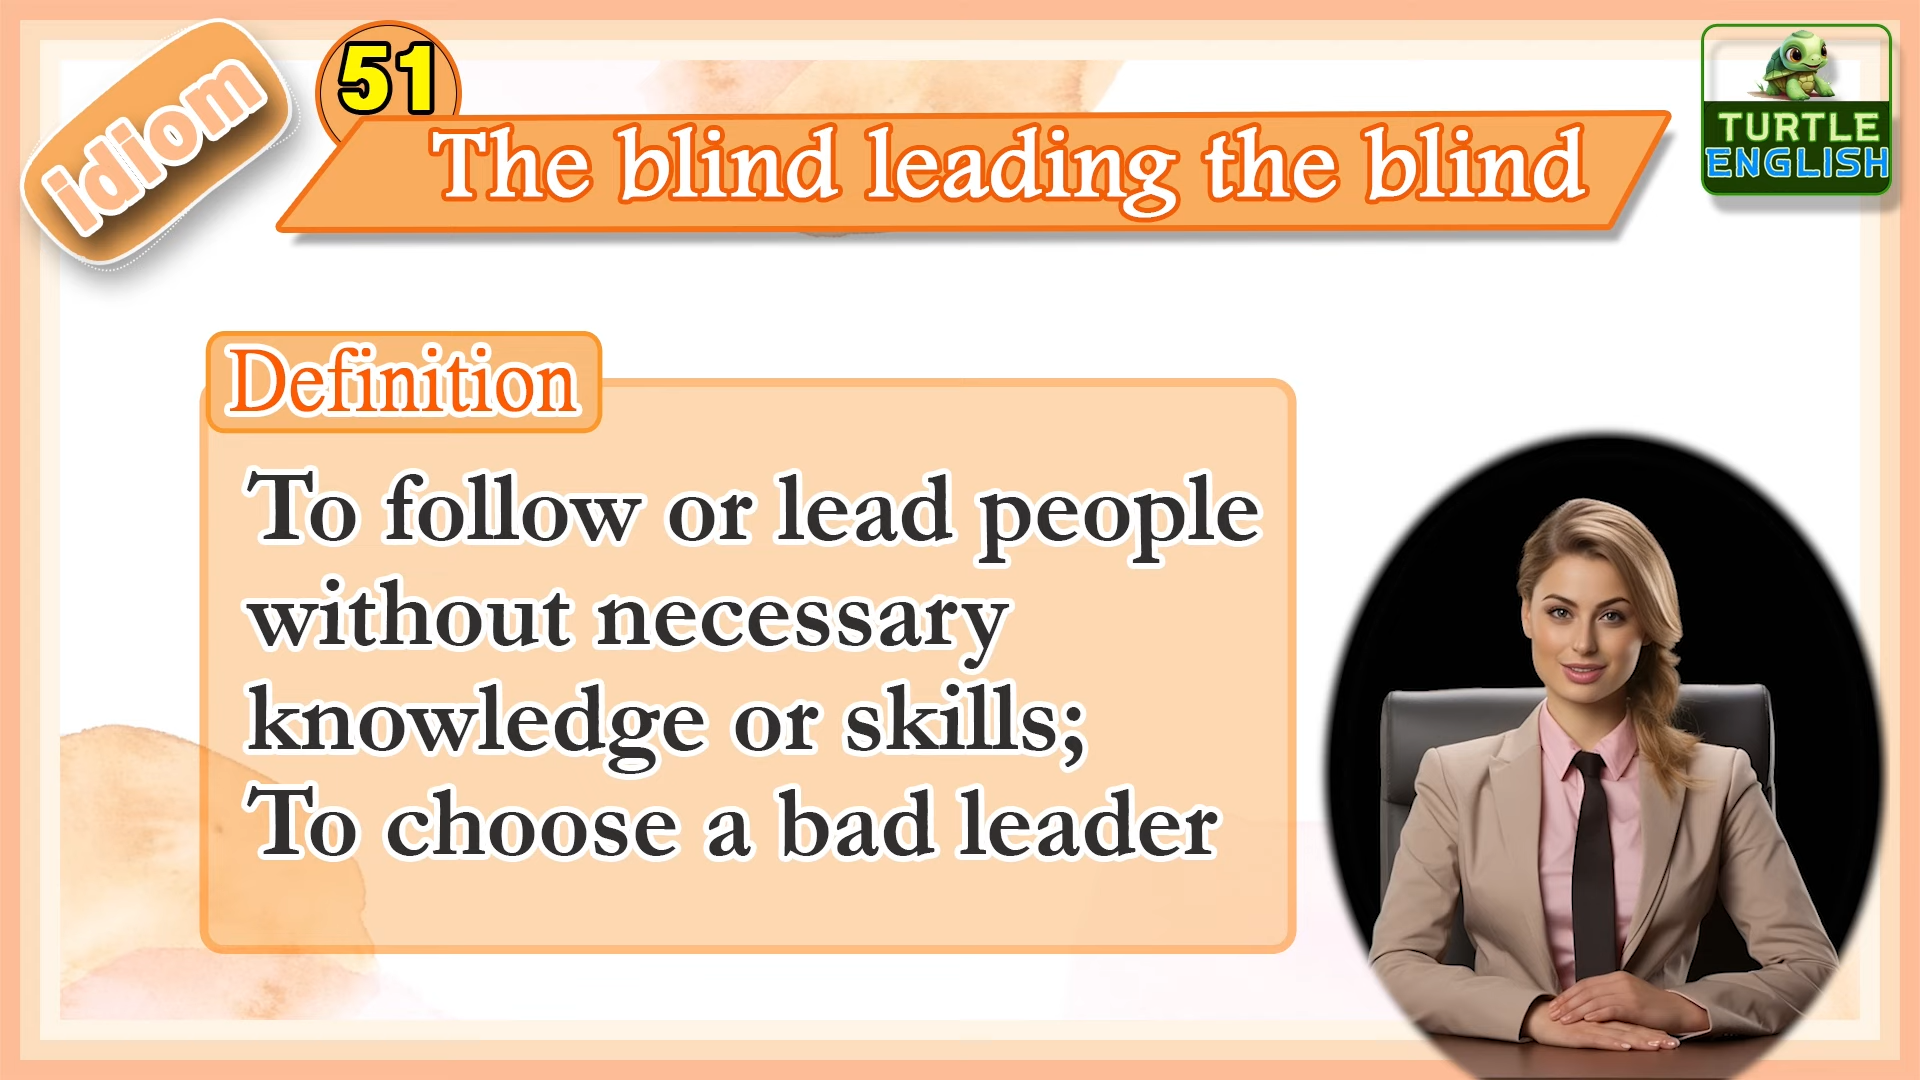 idiom
51
The blind leading the blind
TURTLE
ENGLISH
Definition
To follow or lead people
without necessary
knowledge or skills;
To choose a bad leader